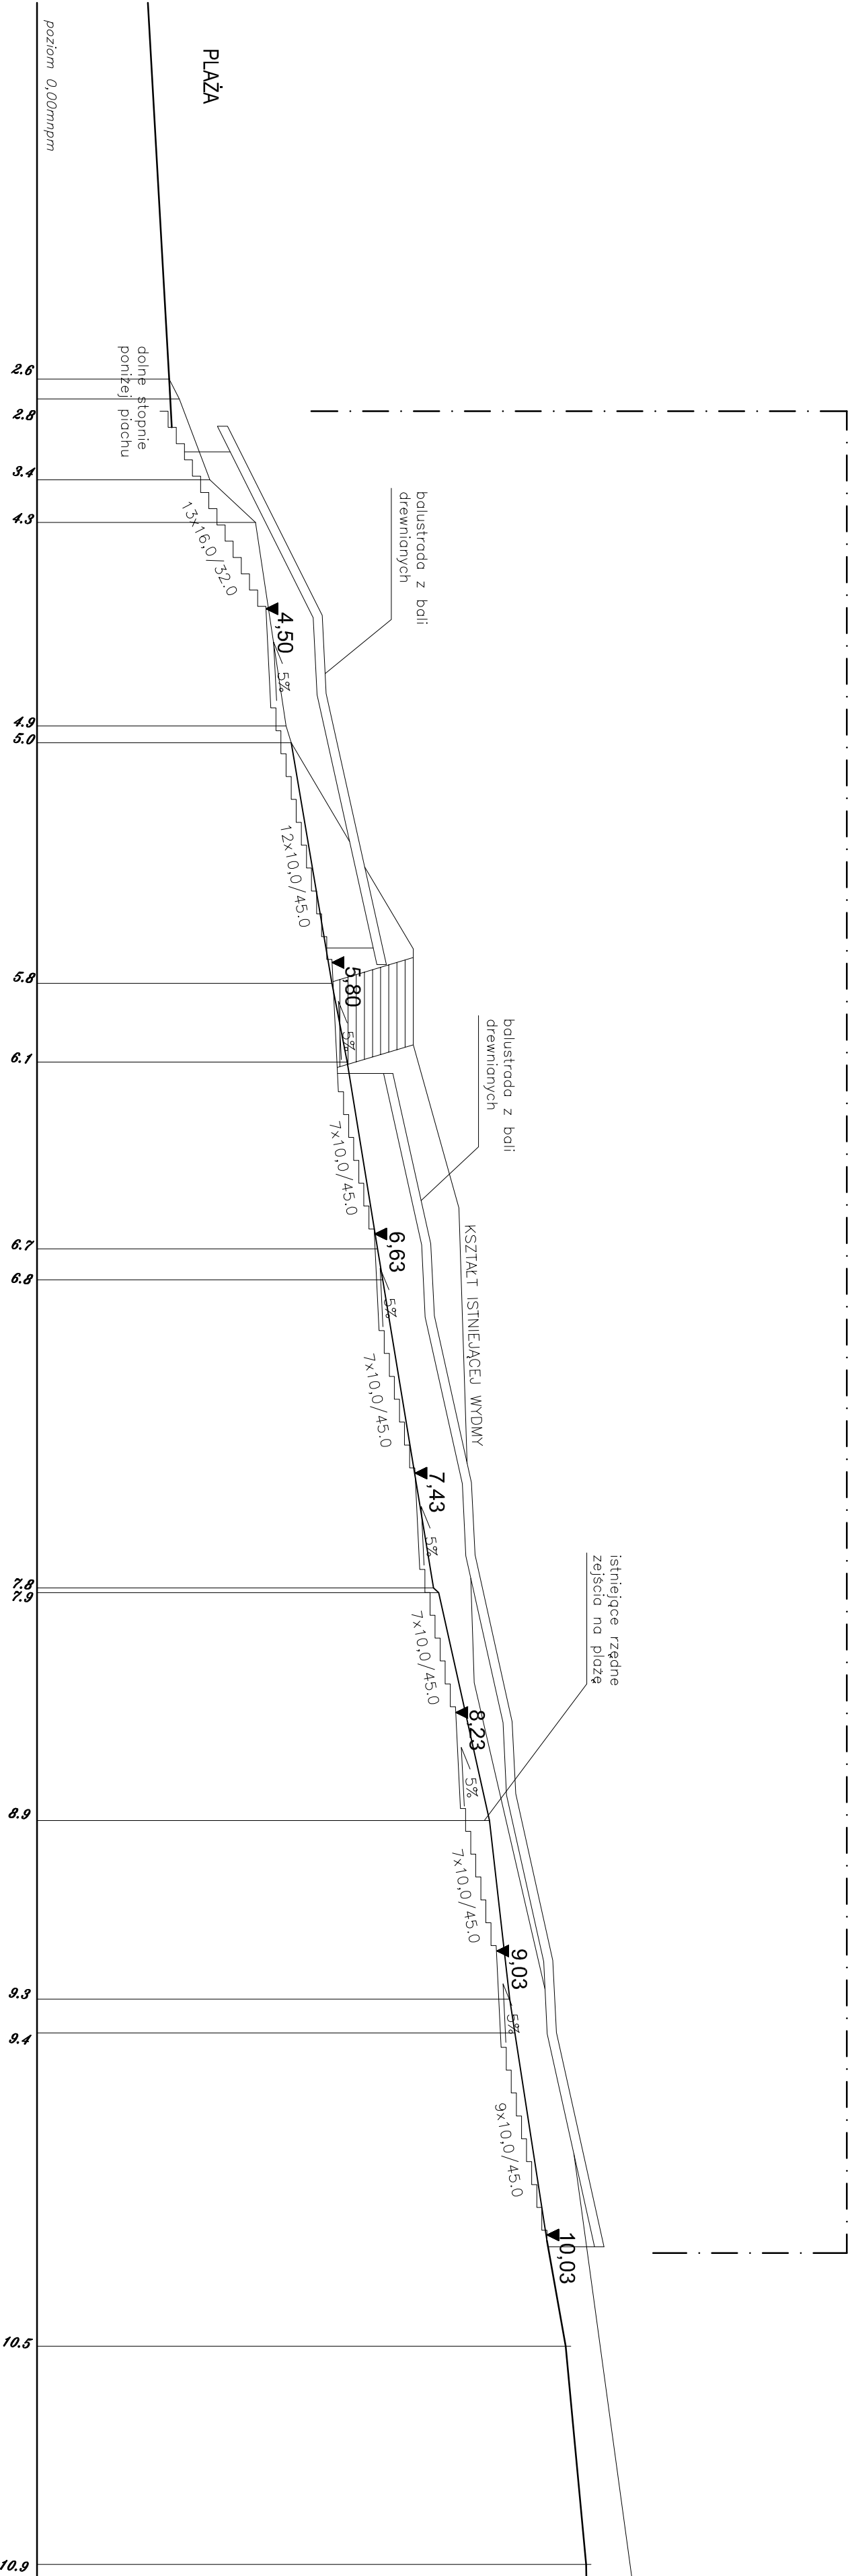 PLAŻA
poziom 0,00mnpm
dolne stopnie
poniżej piachu
13x16,0/32.0
4,50
5%
balustrada z bali
drewnianych
12x10,0/45.0
5,80
5%
balustrada z bali
drewnianych
7x10,0/45.0
6,63
5%
KSZTAŁT ISTNIEJĄCEJ WYDMY
7x10,0/45.0
7,43
5%
istniejące rzędne
zejścia na plażę
7x10,0/45.0
8,23
5%
7x10,0/45.0
9,03
5%
9x10,0/45.0
10,03
2.6
2.8
3.4
4.3
4.9
5.0
5.8
6.1
6.7
6.8
7.8
7.9
8.9
9.3
9.4
10.5
10.9